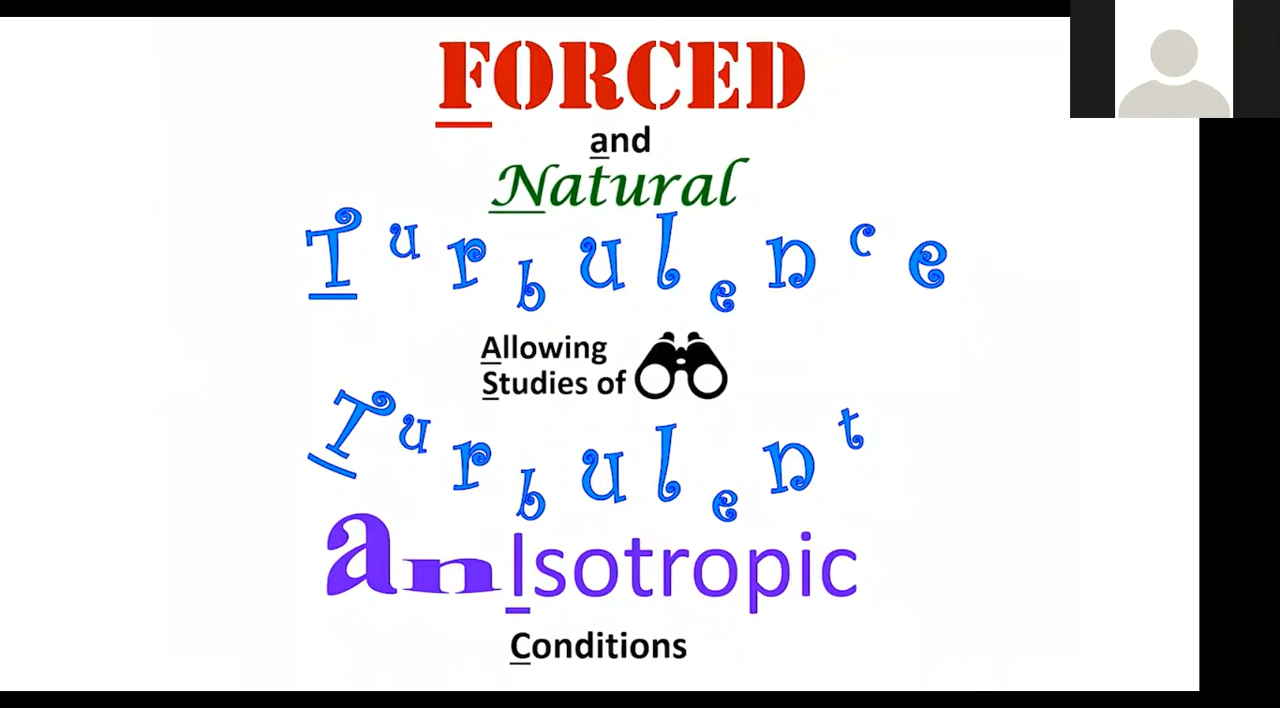 FORCED
and
Natural
Turbulence
Allowing
Studies of
Turbulent
anIsotropic
Conditions